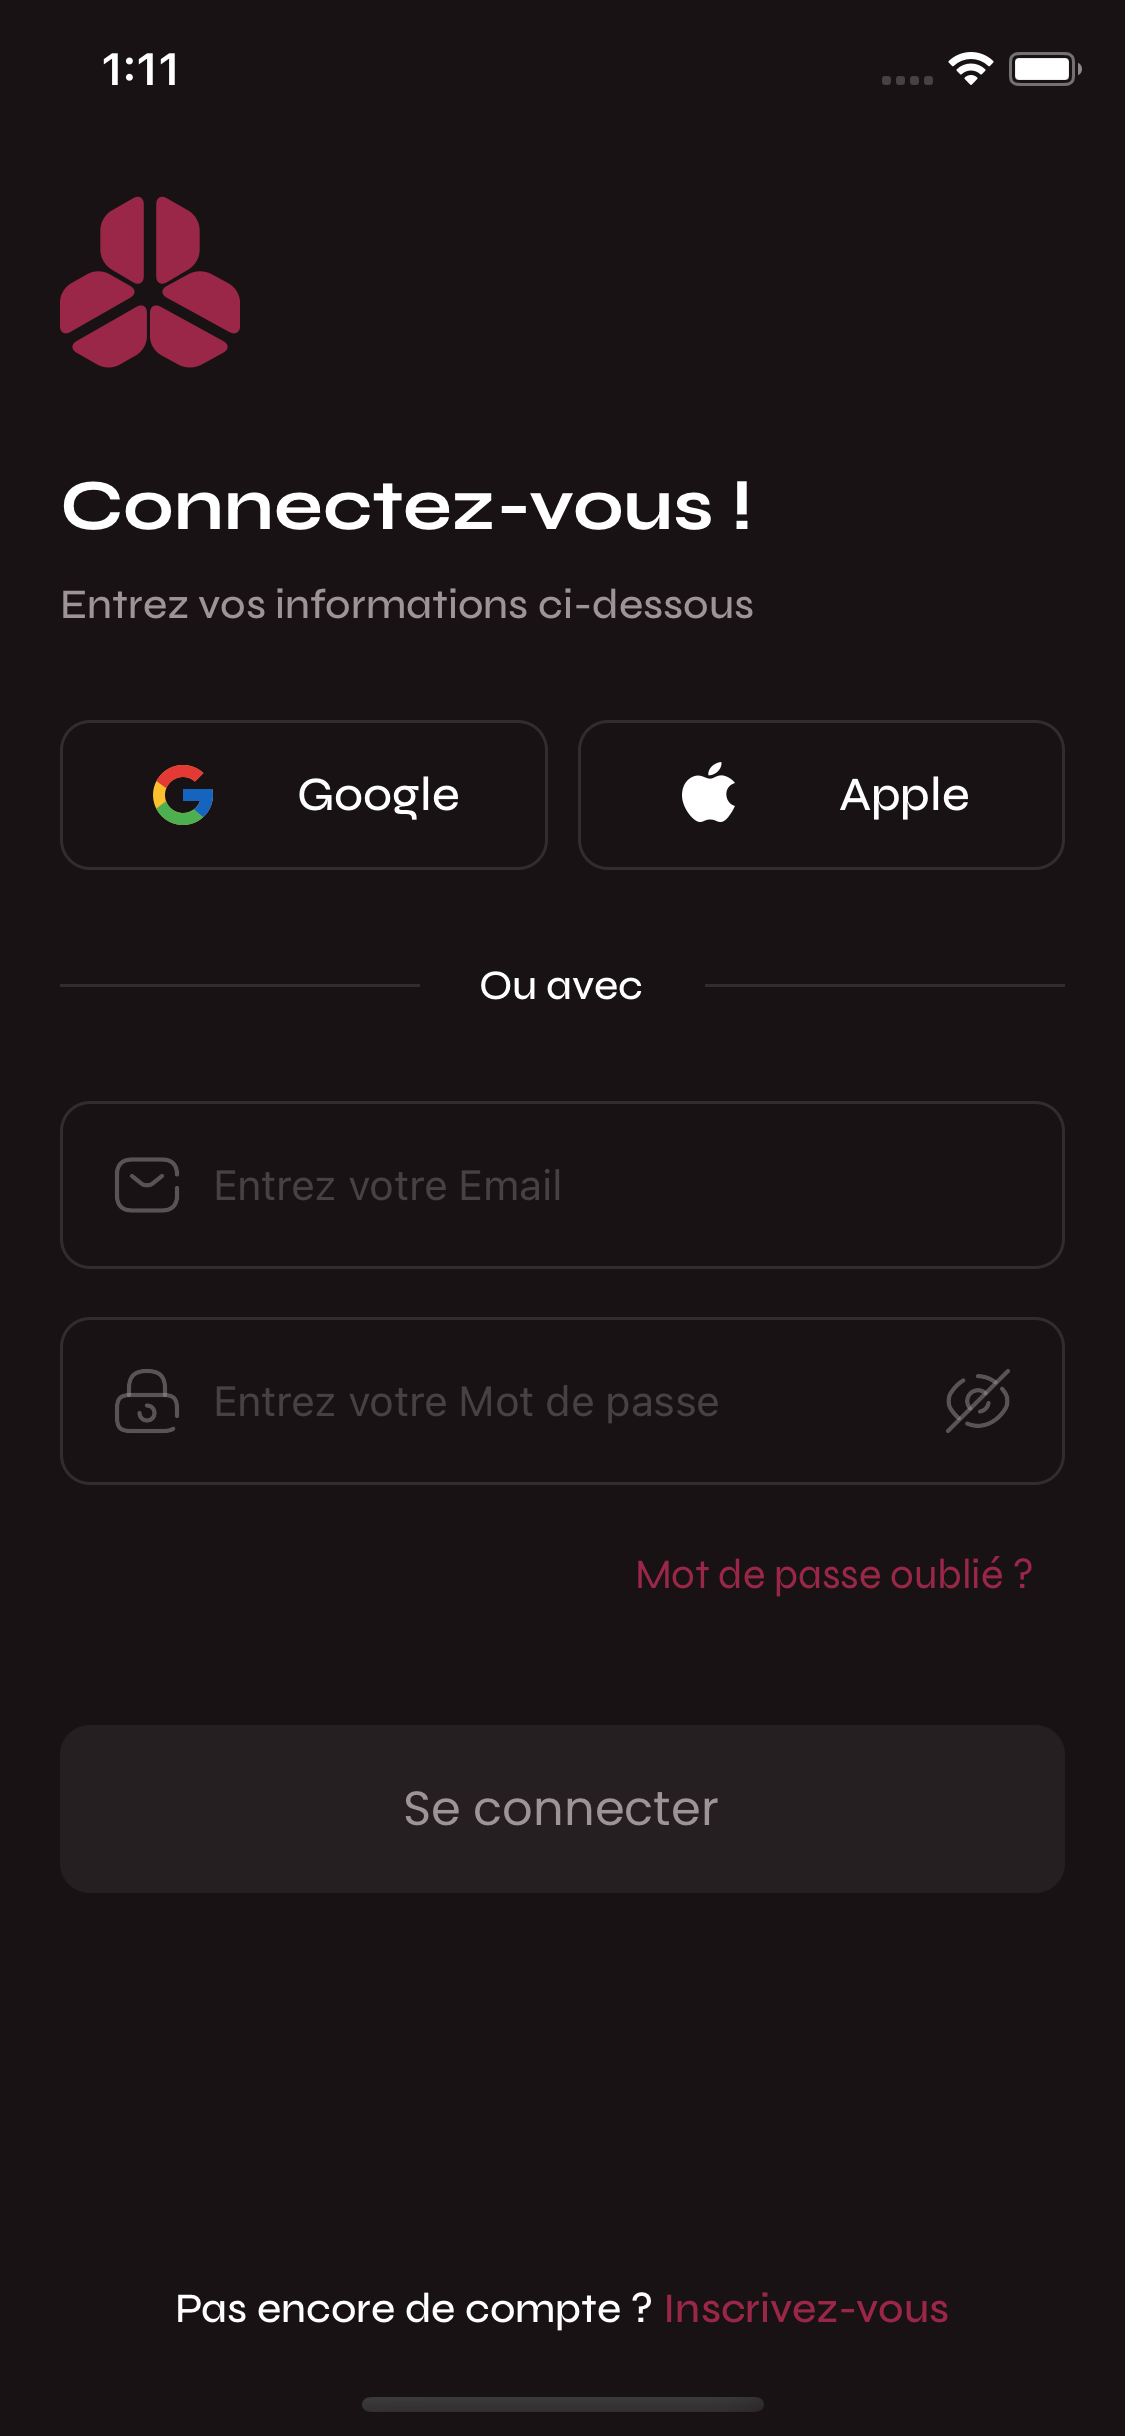 1:11
Connectez-vous !
Entrez vos informations ci-dessous
Google
Apple
Ou avec
Entrez votre Email
Entrez votre Mot de passe
Mot de passe oublié ?
Se connecter
Pas encore de compte ? Inscrivez-vous